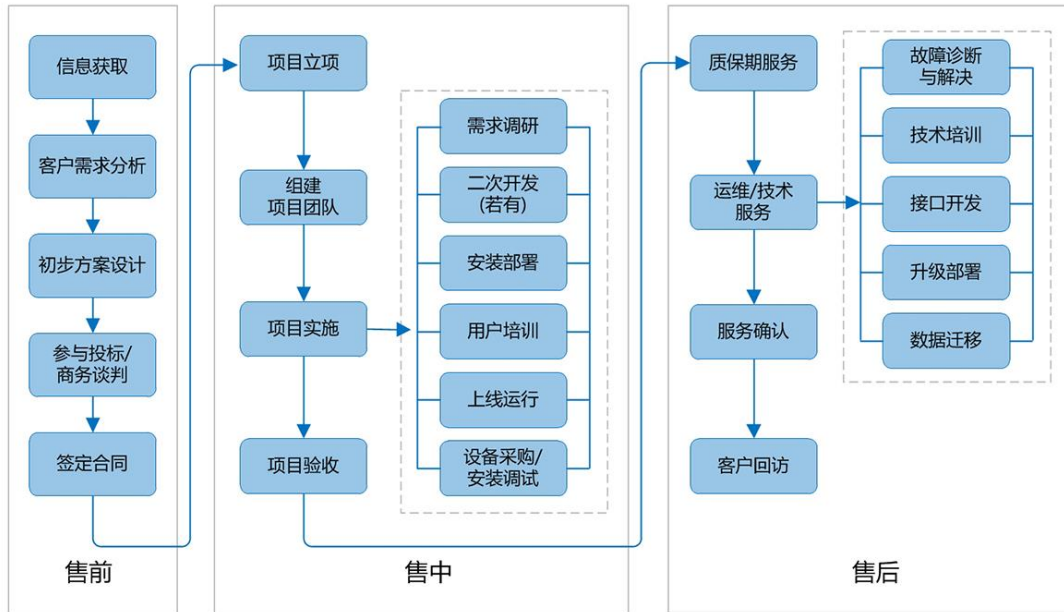 信息获取
客户需求分析
初步方案设计
参与投标/
商务谈判
签定合同
售前
项目立项
组建
项目团队
项目实施
项目验收
需求调研
二次开发
(若有)
安装部署
用户培训
上线运行
设备采购/
安装调试
售中
质保期服务
运维/技术
服务
服务确认
客户回访
故障诊断
与解决
技术培训
接口开发
升级部署
数据迁移
售后